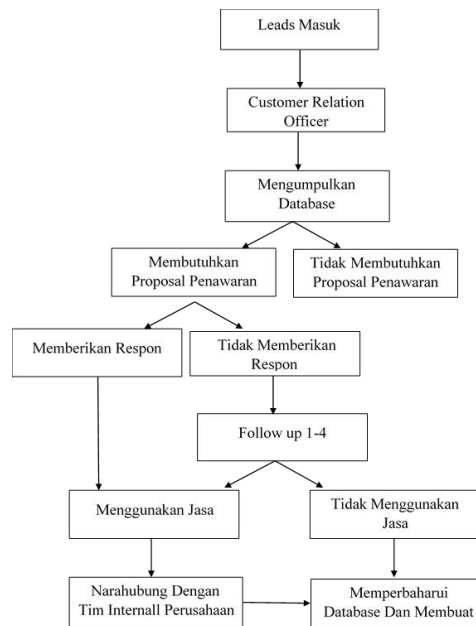 Leads Masuk
Customer Relation
Officer
Mengumpulkan
Database
Membutuhkan
Proposal Penawaran
Tidak Membutuhkan
Proposal Penawaran
Memberikan Respon
Tidak Memberikan
Respon
Follow up 1-4
Menggunakan Jasa
Tidak Menggunakan
Jasa
Narahubung Dengan
Tim Internall Perusahaan
Memperbaharui
Database Dan Membuat